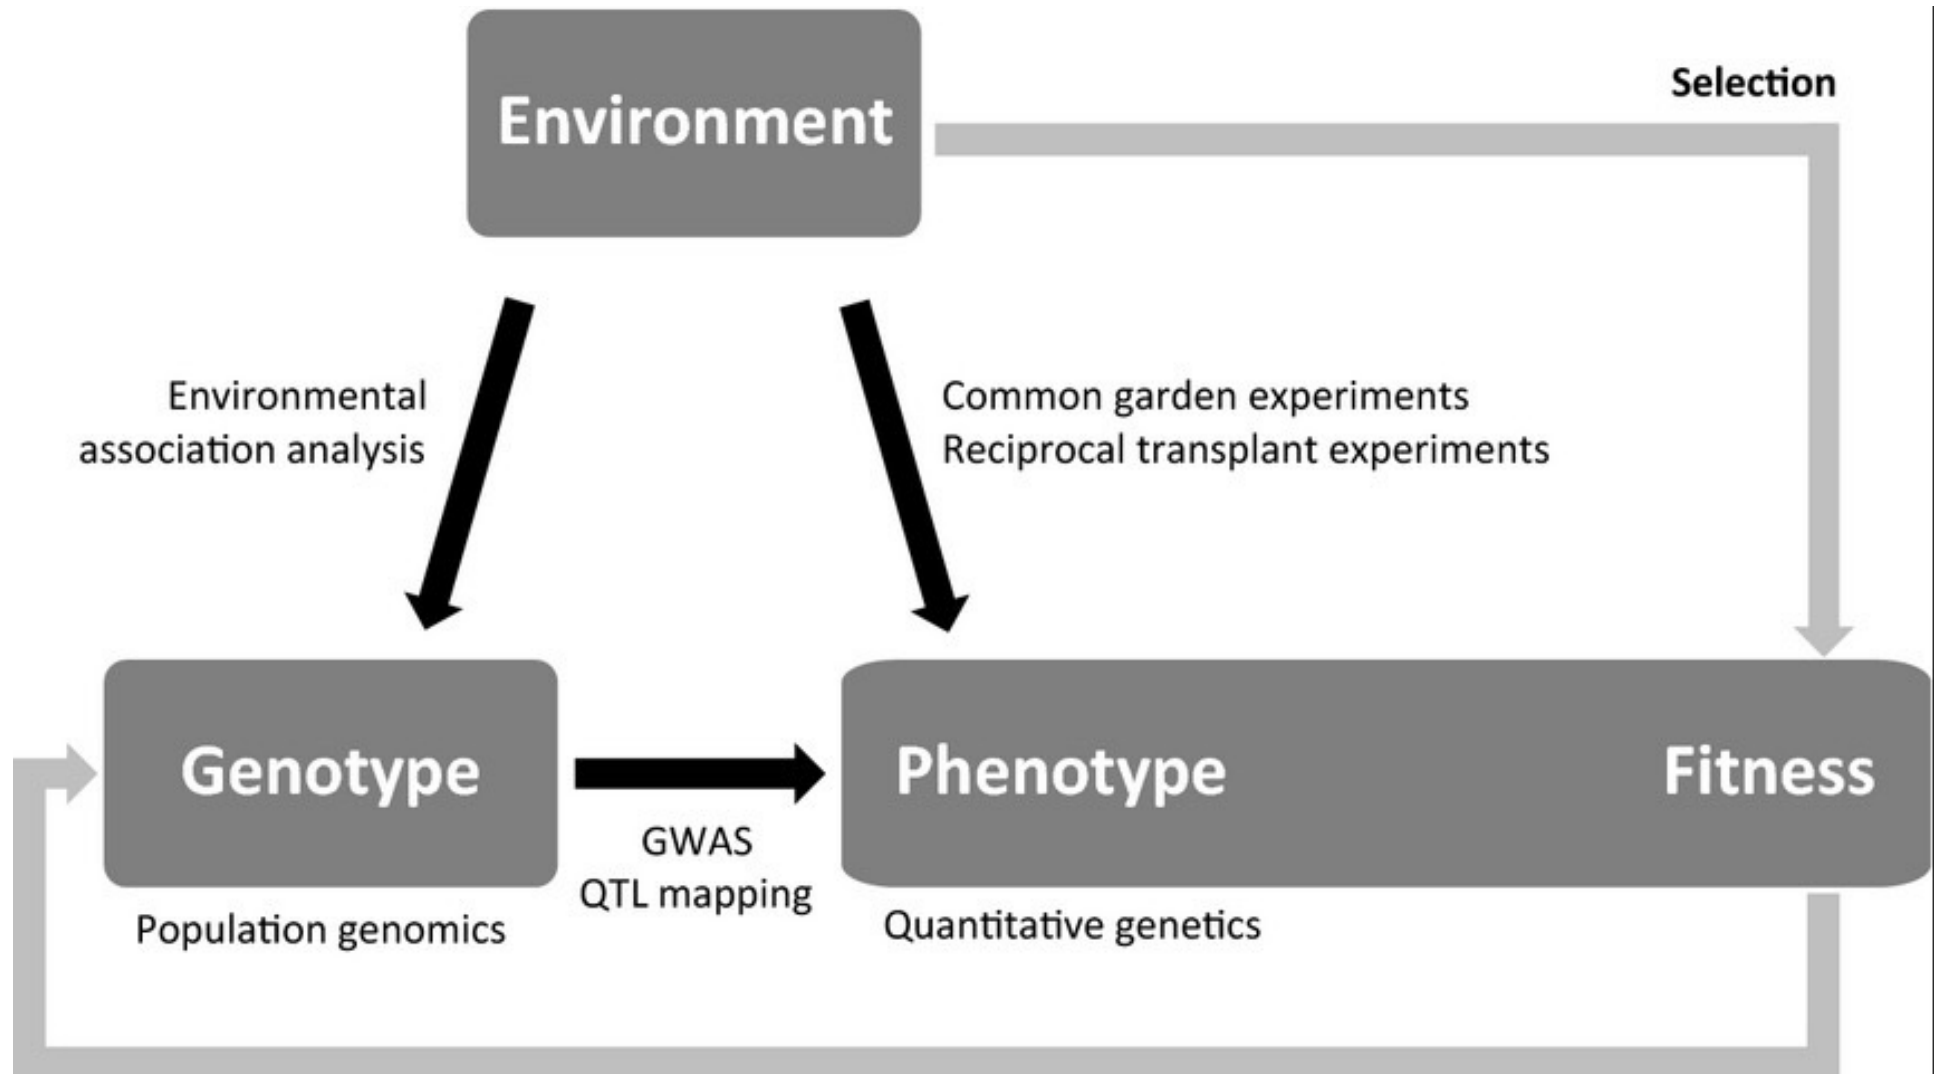 Environment
Selection
Environmental
association analysis
Common garden experiments
Reciprocal transplant experiments
Genotype
Phenotype
Fitness
GWAS
QTL mapping
Population genomics
Quantitative genetics